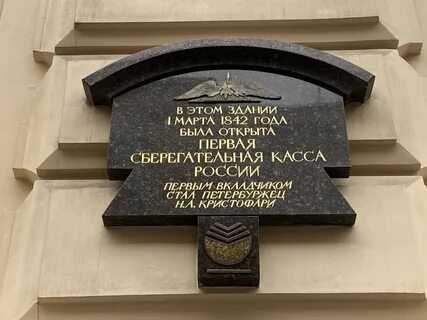 В ЭТОМ ЗДАНИИ
1 МАРТА 1842 ГОДА
БЫЛА ОТКРЫТА
ПЕРВАЯ
СБЕРЕГАТЕЛЬНАЯ КАССА
РОССИИ
ПЕРВЫМ ВКЛАДЧИКОМ
СТАЛ ПЕТЕРБУРЖЕЦ
Н.А. КРИСТОФАРИ